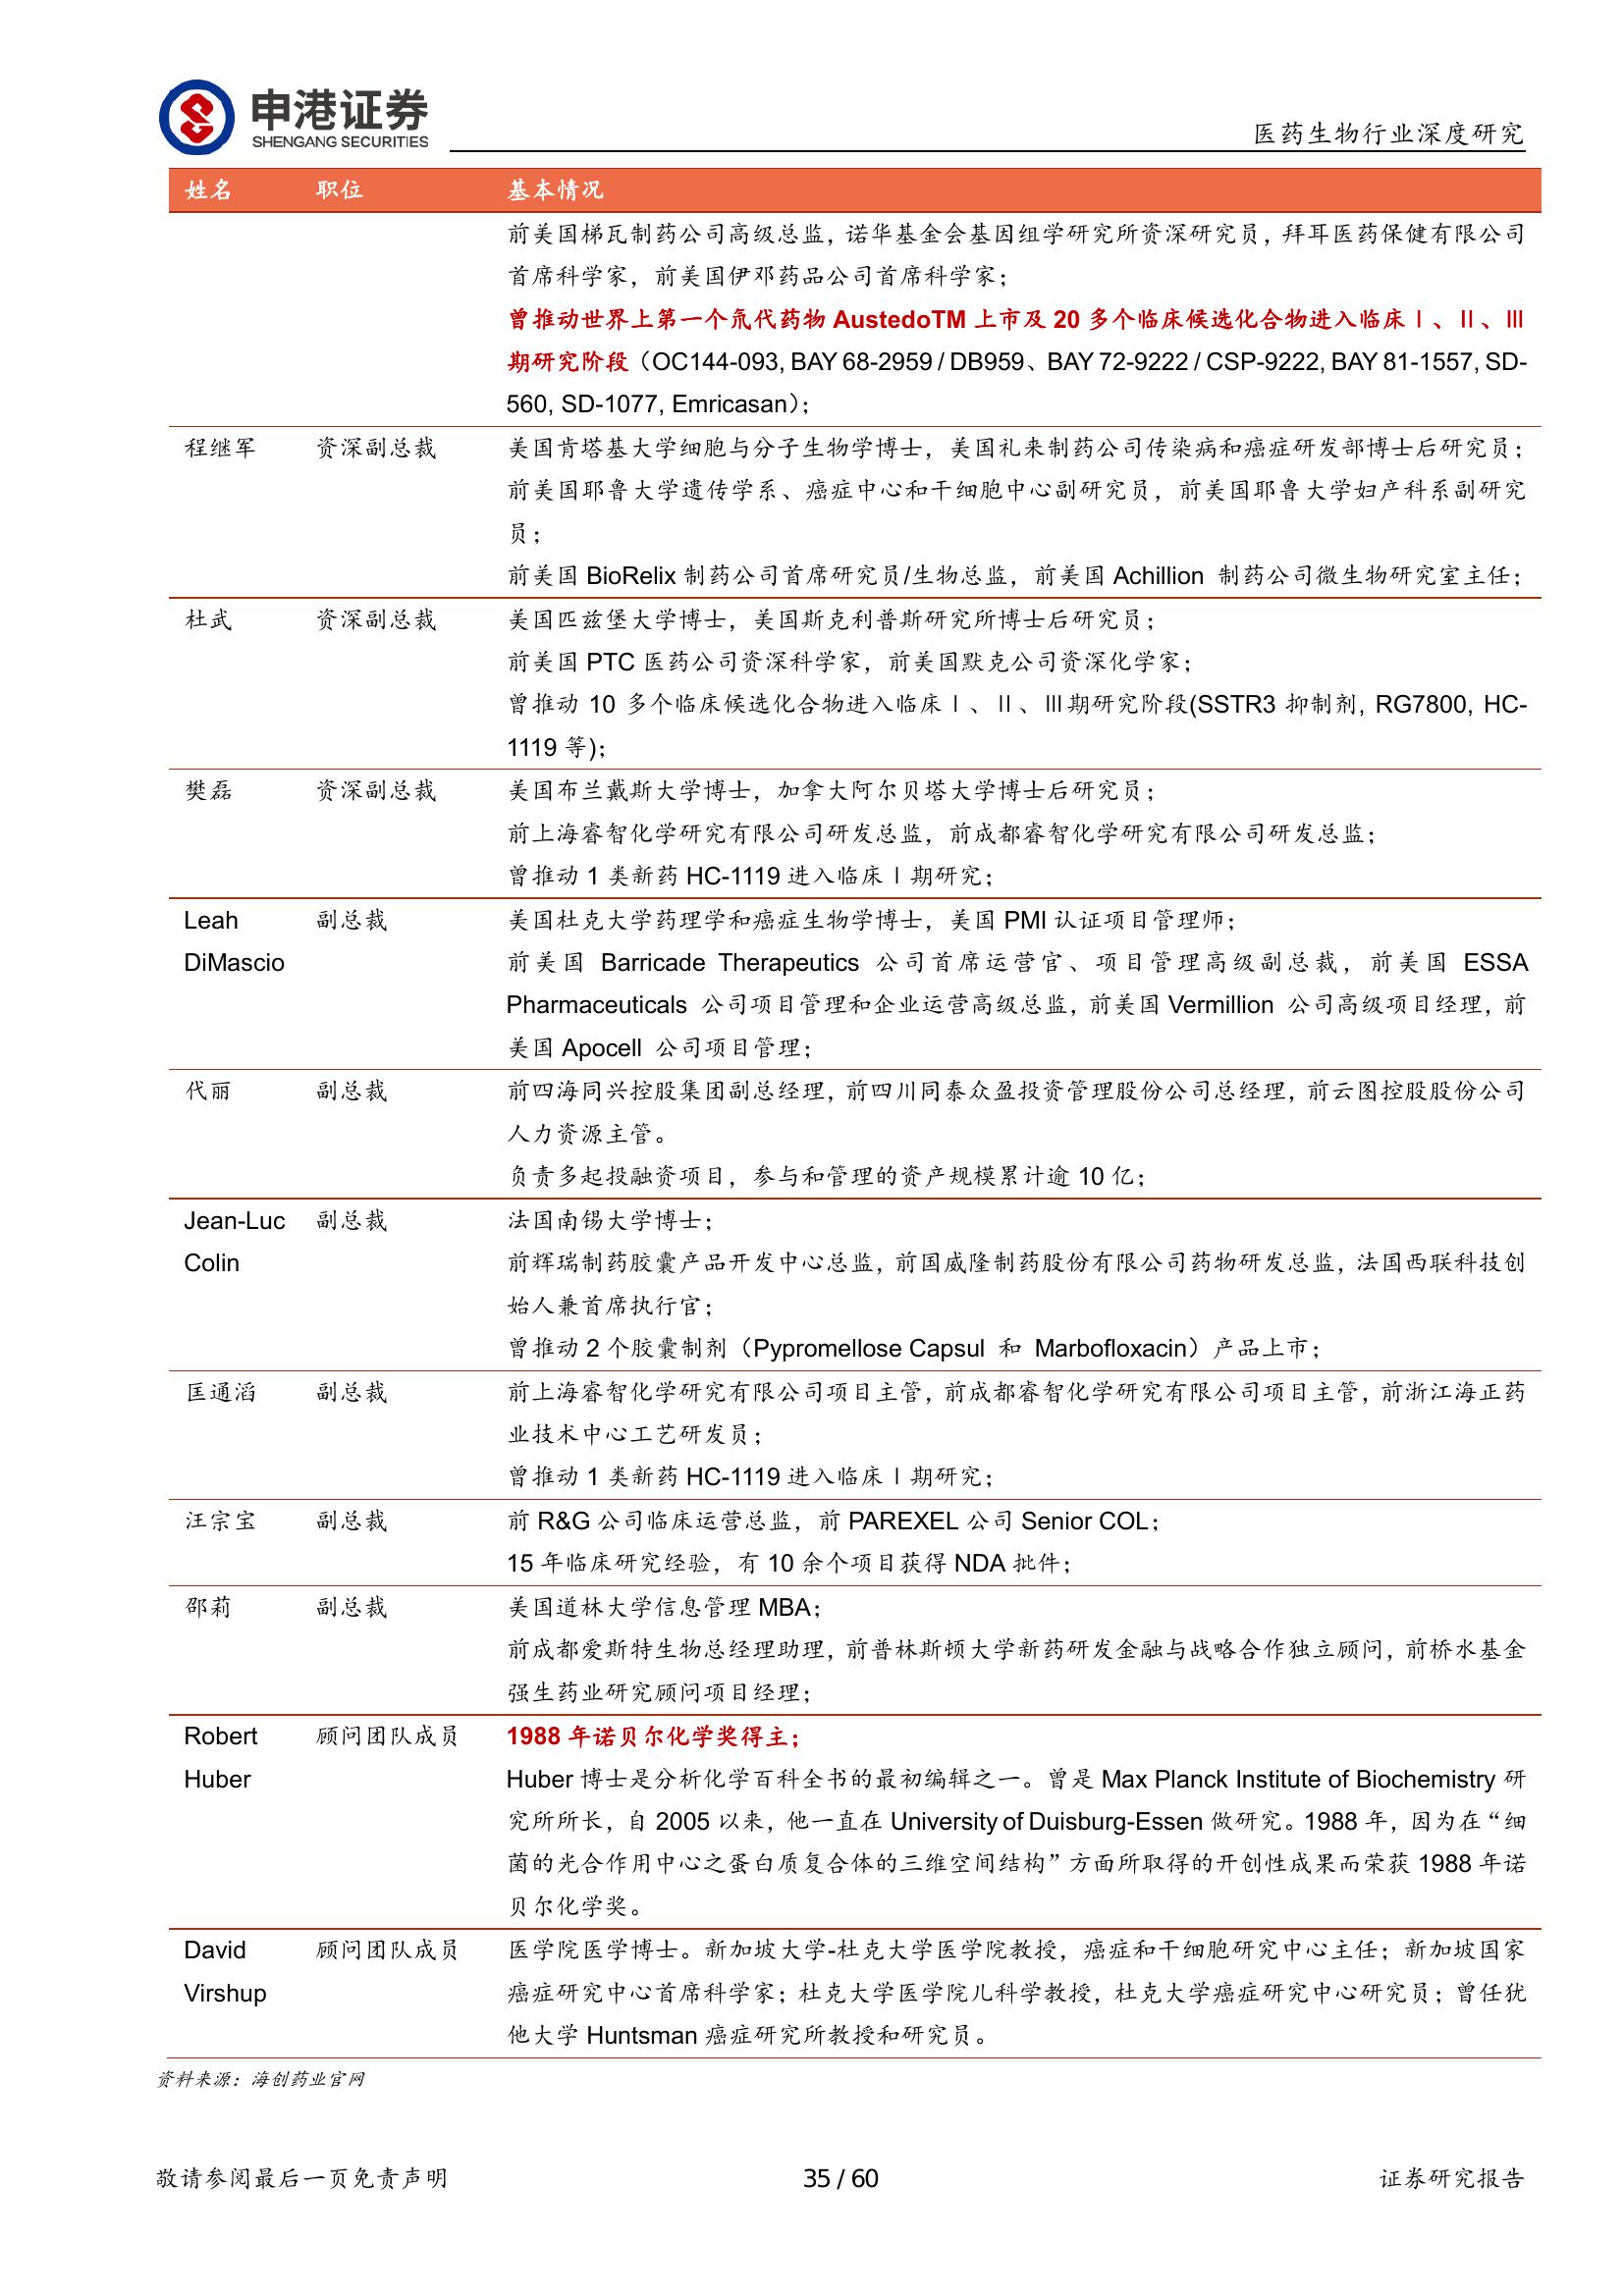 申港证券
SHENGANG SECURITIES
医药生物行业深度研究
姓名 职位 基本情况
前美国梯瓦制药公司高级总监，诺华基金会基因组学研究所资深研究员，拜耳医药保健有限公司
首席科学家，前美国伊邓药品公司首席科学家；
曾推动世界上第一个氘代药物 AustedoTM 上市及 20 多个临床候选化合物进入临床Ⅰ、Ⅱ、Ⅲ
期研究阶段（OC144-093, BAY 68-2959 / DB959、BAY 72-9222 / CSP-9222, BAY 81-1557, SD-
560, SD-1077, Emricasan）；
程继军 资深副总裁 美国肯塔基大学细胞与分子生物学博士，美国礼来制药公司传染病和癌症研发部博士后研究员；
前美国耶鲁大学遗传学系、癌症中心和干细胞中心副研究员，前美国耶鲁大学妇产科系副研究
员；
前美国 BioRelix 制药公司首席研究员/生物总监，前美国 Achillion 制药公司微生物研究室主任；
杜武 资深副总裁 美国匹兹堡大学博士，美国斯克利普斯研究所博士后研究员；
前美国 PTC 医药公司资深科学家，前美国默克公司资深化学家；
曾推动 10 多个临床候选化合物进入临床Ⅰ、Ⅱ、Ⅲ期研究阶段(SSTR3 抑制剂, RG7800, HC-
1119 等)；
樊磊 资深副总裁 美国布兰戴斯大学博士，加拿大阿尔贝塔大学博士后研究员；
前上海睿智化学研究有限公司研发总监，前成都睿智化学研究有限公司研发总监；
曾推动 1 类新药 HC-1119 进入临床Ⅰ期研究；
Leah 副总裁 美国杜克大学药理学和癌症生物学博士，美国 PMI 认证项目管理师；
DiMascio 前美国 Barricade Therapeutics 公司首席运营官、项目管理高级副总裁，前美国 ESSA
Pharmaceuticals 公司项目管理和企业运营高级总监，前美国 Vermillion 公司高级项目经理，前
美国 Apocell 公司项目管理；
代丽 副总裁 前四海同兴控股集团副总经理，前四川同泰众盈投资管理股份公司总经理，前云图控股股份公司
人力资源主管。
负责多起投融资项目，参与和管理的资产规模累计逾 10 亿；
Jean-Luc 副总裁 法国南锡大学博士；
Colin 前辉瑞制药胶囊产品开发中心总监，前国威隆制药股份有限公司药物研发总监，法国西联科技创
始人兼首席执行官；
曾推动 2 个胶囊制剂（Pypromellose Capsul 和 Marbofloxacin）产品上市；
匡通滔 副总裁 前上海睿智化学研究有限公司项目主管，前成都睿智化学研究有限公司项目主管，前浙江海正药
业技术中心工艺研发员；
曾推动 1 类新药 HC-1119 进入临床Ⅰ期研究；
汪宗宝 副总裁 前 R&G 公司临床运营总监，前 PAREXEL 公司 Senior COL；
15 年临床研究经验，有 10 余个项目获得 NDA 批件；
邵莉 副总裁 美国道林大学信息管理 MBA；
前成都爱斯特生物总经理助理，前普林斯顿大学新药研发金融与战略合作独立顾问，前桥水基金
强生药业研究顾问项目经理；
Robert 顾问团队成员 1988 年诺贝尔化学奖得主；
Huber Huber 博士是分析化学百科全书的最初编辑之一。曾是 Max Planck Institute of Biochemistry 研
究所所长，自 2005 以来，他一直在 University of Duisburg-Essen 做研究。1988 年，因为在“细
菌的光合作用中心之蛋白质复合体的三维空间结构”方面所取得的开创性成果而荣获 1988 年诺
贝尔化学奖。
David 顾问团队成员 医学院医学博士。新加坡大学-杜克大学医学院教授，癌症和干细胞研究中心主任；新加坡国家
Virshup 癌症研究中心首席科学家；杜克大学医学院儿科学教授，杜克大学癌症研究中心研究员；曾任犹
他大学 Huntsman 癌症研究所教授和研究员。
资料来源：海创药业官网
敬请参阅最后一页免责声明 35 / 60 证券研究报告